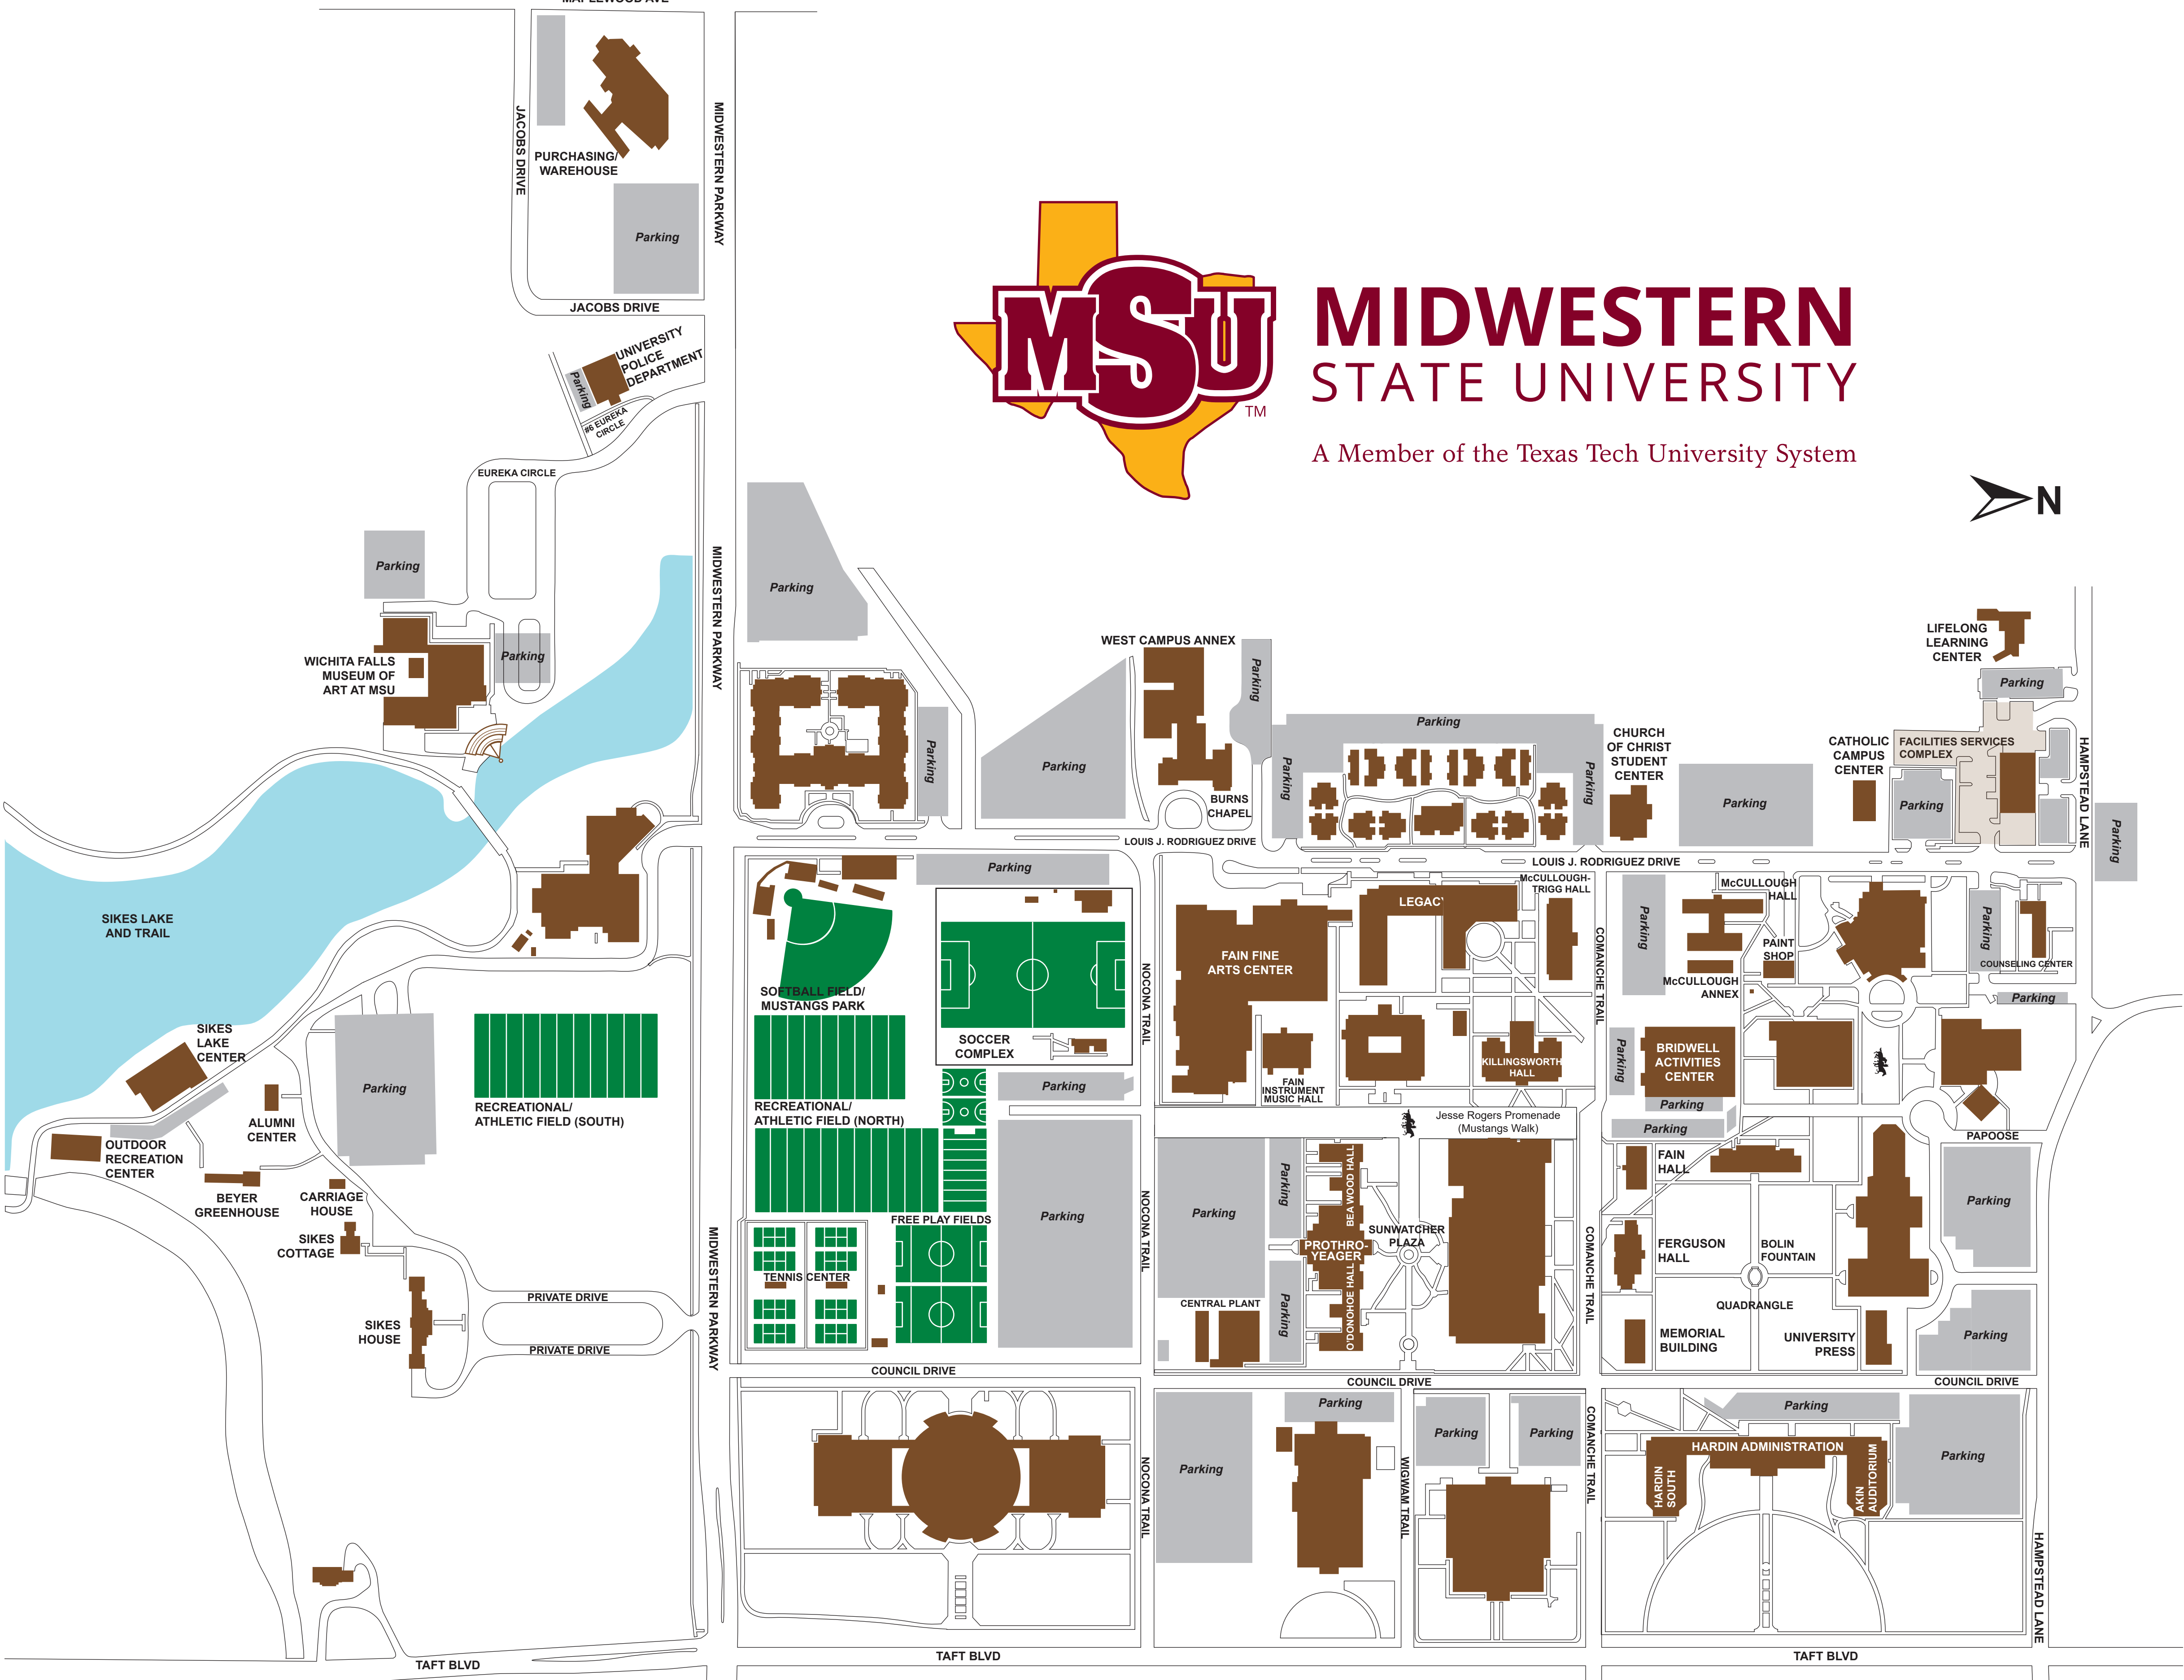 MAPLEWOOD AVE
JACOBS DRIVE
MIDWESTERN PARKWAY
PURCHASING/
WAREHOUSE
Parking
JACOBS DRIVE
UNIVERSITY
POLICE
DEPARTMENT
Parking
#6 EUREKA
CIRCLE
EUREKA CIRCLE
MSU
TM
MIDWESTERN
STATE UNIVERSITY
A Member of the Texas Tech University System
N
Parking
MIDWESTERN PARKWAY
Parking
WICHITA FALLS
MUSEUM OF
ART AT MSU
Parking
Parking
Parking
WEST CAMPUS ANNEX
Parking
BURNS
CHAPEL
Parking
Parking
Parking
CHURCH
OF CHRIST
STUDENT
CENTER
Parking
CATHOLIC
CAMPUS
CENTER
LIFELONG
LEARNING
CENTER
Parking
FACILITIES SERVICES
COMPLEX
Parking
HAMPSTEAD LANE
Parking
LOUIS J. RODRIGUEZ DRIVE
LOUIS J. RODRIGUEZ DRIVE
SIKES LAKE
AND TRAIL
Parking
SOFTBALL FIELD/
MUSTANGS PARK
SOCCER
COMPLEX
NOCONA TRAIL
FAIN FINE
ARTS CENTER
LEGACY
McCULLOUGH-
TRIGG HALL
COMANCHE TRAIL
Parking
McCULLOUGH
HALL
PAINT
SHOP
McCULLOUGH
ANNEX
Parking
COUNSELING CENTER
Parking
SIKES
LAKE
CENTER
ALUMNI
CENTER
Parking
RECREATIONAL/
ATHLETIC FIELD (SOUTH)
RECREATIONAL/
ATHLETIC FIELD (NORTH)
Parking
FAIN
INSTRUMENT
MUSIC HALL
KILLINGSWORTH
HALL
Parking
BRIDWELL
ACTIVITIES
CENTER
Parking
Parking
Jesse Rogers Promenade
(Mustangs Walk)
PAPOOSE
OUTDOOR
RECREATION
CENTER
BEYER
GREENHOUSE
CARRIAGE
HOUSE
SIKES
COTTAGE
SIKES
HOUSE
PRIVATE DRIVE
PRIVATE DRIVE
MIDWESTERN PARKWAY
FREE PLAY FIELDS
TENNIS CENTER
Parking
NOCONA TRAIL
Parking
Parking
Parking
CENTRAL PLANT
BEA WOOD HALL
PROTHRO-
YEAGER
O'DONOHOE HALL
SUNWATCHER
PLAZA
COMANCHE TRAIL
FAIN
HALL
FERGUSON
HALL
BOLIN
FOUNTAIN
QUADRANGLE
MEMORIAL
BUILDING
UNIVERSITY
PRESS
Parking
Parking
COUNCIL DRIVE
COUNCIL DRIVE
COUNCIL DRIVE
NOCONA TRAIL
Parking
Parking
WIGWAM TRAIL
Parking
Parking
COMANCHE TRAIL
Parking
HARDIN ADMINISTRATION
HARDIN
SOUTH
AKIN
AUDITORIUM
Parking
HAMPSTEAD LANE
TAFT BLVD
TAFT BLVD
TAFT BLVD